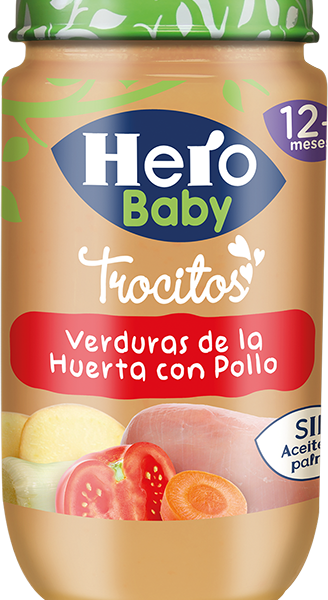 12-
meses
Hero
Baby
Trocitos
Verduras de la
Huerta con Pollo
SI
Aceite